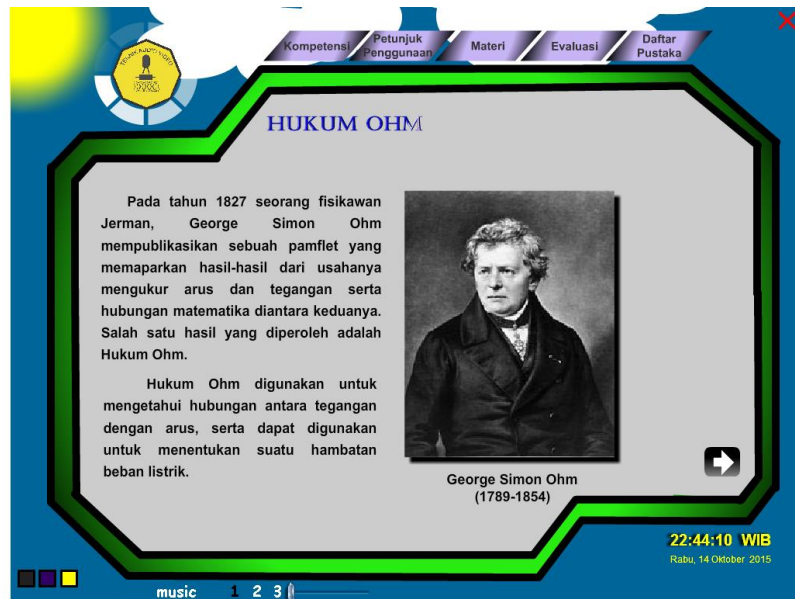 Kompetensi
Petunjuk
Penggunaan
Materi
Evaluasi
Daftar
Pustaka
TEKNIK AUDIO VIDEO
HUKUM OHM
Pada tahun 1827 seorang fisikawan
Jerman, George Simon Ohm
mempublikasikan sebuah pamflet yang
memaparkan hasil-hasil dari usahanya
mengukur arus dan tegangan serta
hubungan matematika diantara keduanya.
Salah satu hasil yang diperoleh adalah
Hukum Ohm.
Hukum Ohm digunakan untuk
mengetahui hubungan antara tegangan
dengan arus, serta dapat digunakan
untuk menentukan suatu hambatan
beban listrik.
George Simon Ohm
(1789-1854)
22:44:10 WIB
Rabu, 14 Oktober 2015
music 1 2 3